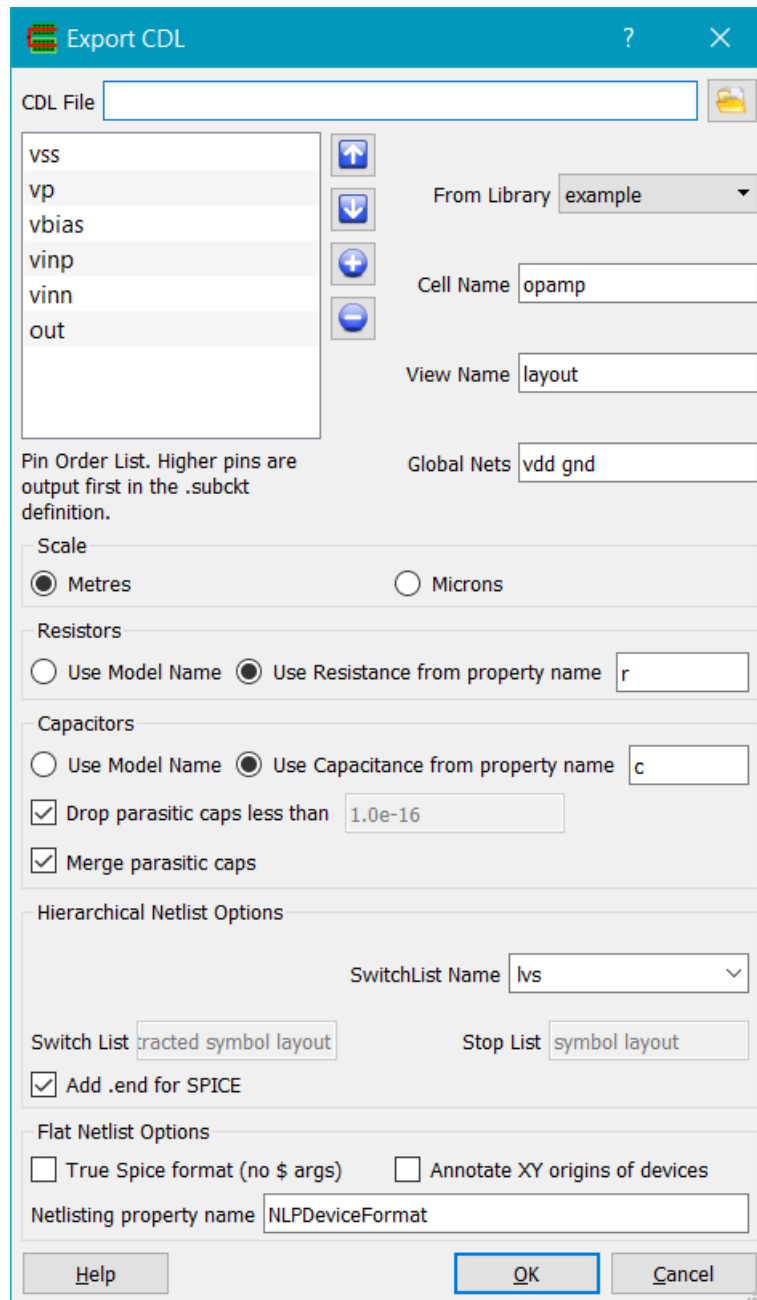 Export CDL
?
CDL File
vss
vp
vbias
vinp
vinn
out
From Library example
Cell Name opamp
View Name layout
Global Nets vdd gnd
Pin Order List. Higher pins are
output first in the .subckt
definition.
Scale
Metres Microns
Resistors
Use Model Name Use Resistance from property name r
Capacitors
Use Model Name Use Capacitance from property name c
Drop parasitic caps less than 1.0e-16
Merge parasitic caps
Hierarchical Netlist Options
SwitchList Name lvs
Switch List tracted symbol layout Stop List symbol layout
Add .end for SPICE
Flat Netlist Options
True Spice format (no $ args) Annotate XY origins of devices
Netlisting property name NLPDeviceFormat
Help OK Cancel